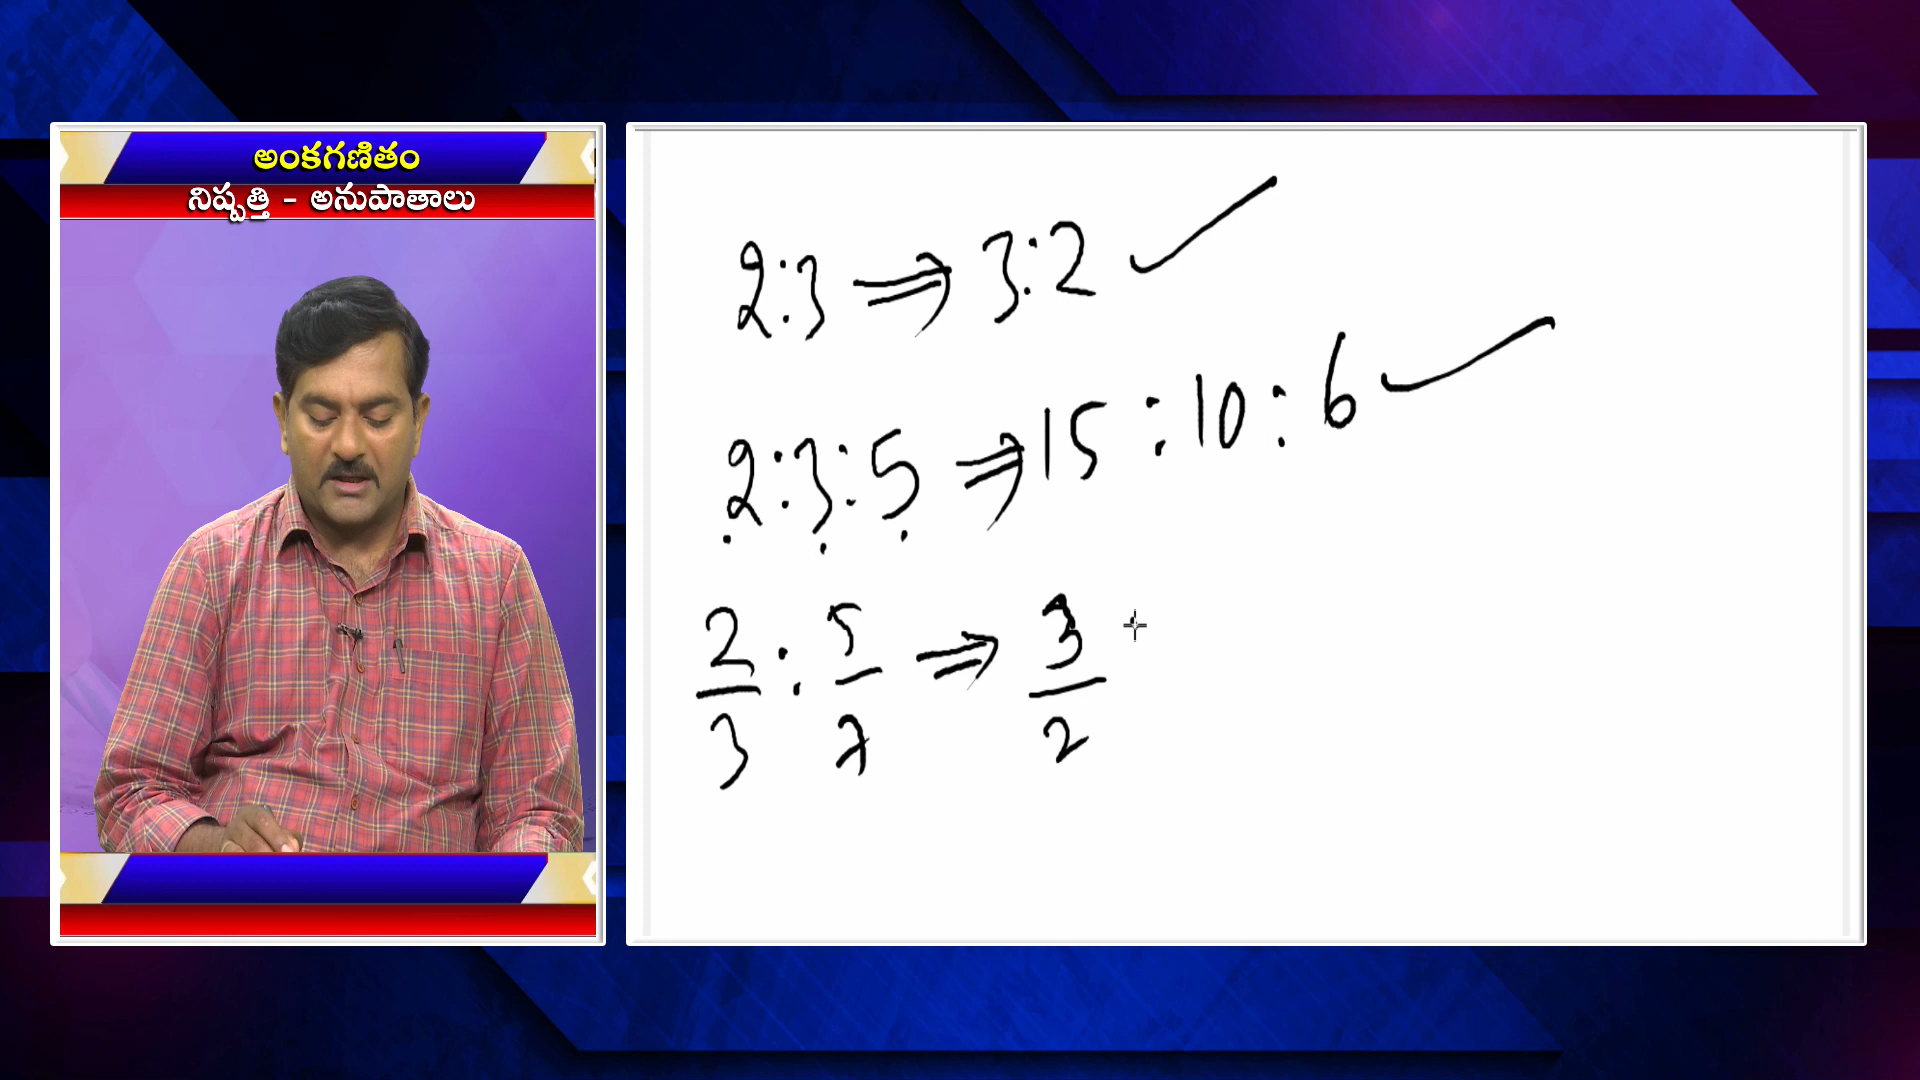 అంకగణితం
నిష్పత్తి - అనుపాతాలు
2:3 ⇒ 3:2 ✓
2:3:5 ⇒ 15:10:6 ✓
2/3 : 5/7 ⇒ 3/2